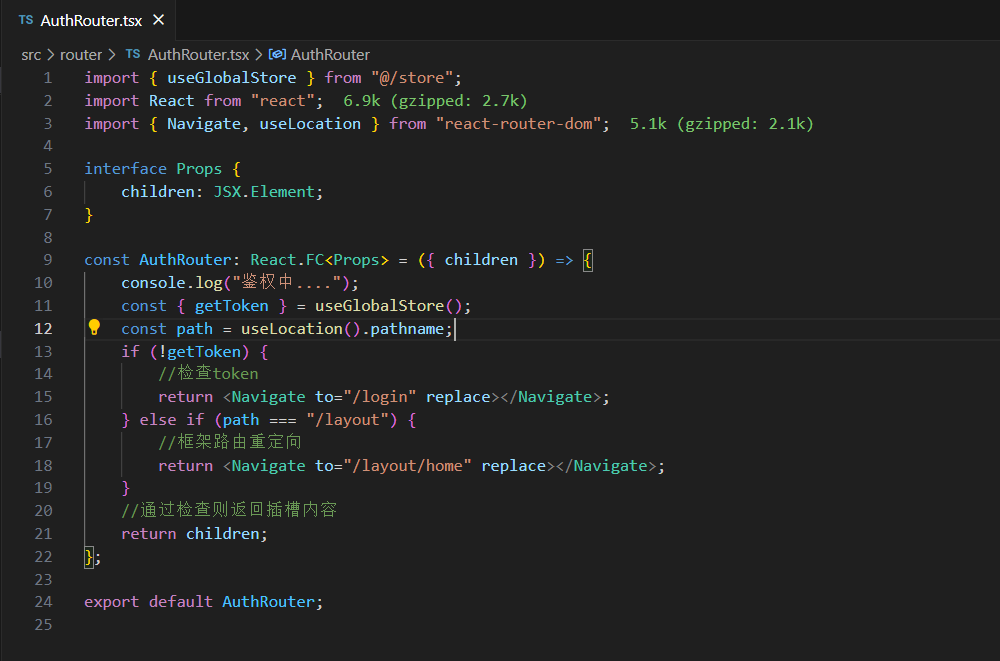 TS AuthRouter.tsx ✕
src > router > TS AuthRouter.tsx > AuthRouter
1 import { useGlobalStore } from "@/store";
2 import React from "react"; 6.9k (gzipped: 2.7k)
3 import { Navigate, useLocation } from "react-router-dom"; 5.1k (gzipped: 2.1k)
4
5 interface Props {
6     children: JSX.Element;
7 }
8
9 const AuthRouter: React.FC<Props> = ({ children }) => {
10     console.log("鉴权中....");
11     const { getToken } = useGlobalStore();
12     const path = useLocation().pathname;
13     if (!getToken) {
14         //检查token
15         return <Navigate to="/login" replace></Navigate>;
16     } else if (path === "/layout") {
17         //框架路由重定向
18         return <Navigate to="/layout/home" replace></Navigate>;
19     }
20     //通过检查则返回插槽内容
21     return children;
22 };
23
24 export default AuthRouter;
25